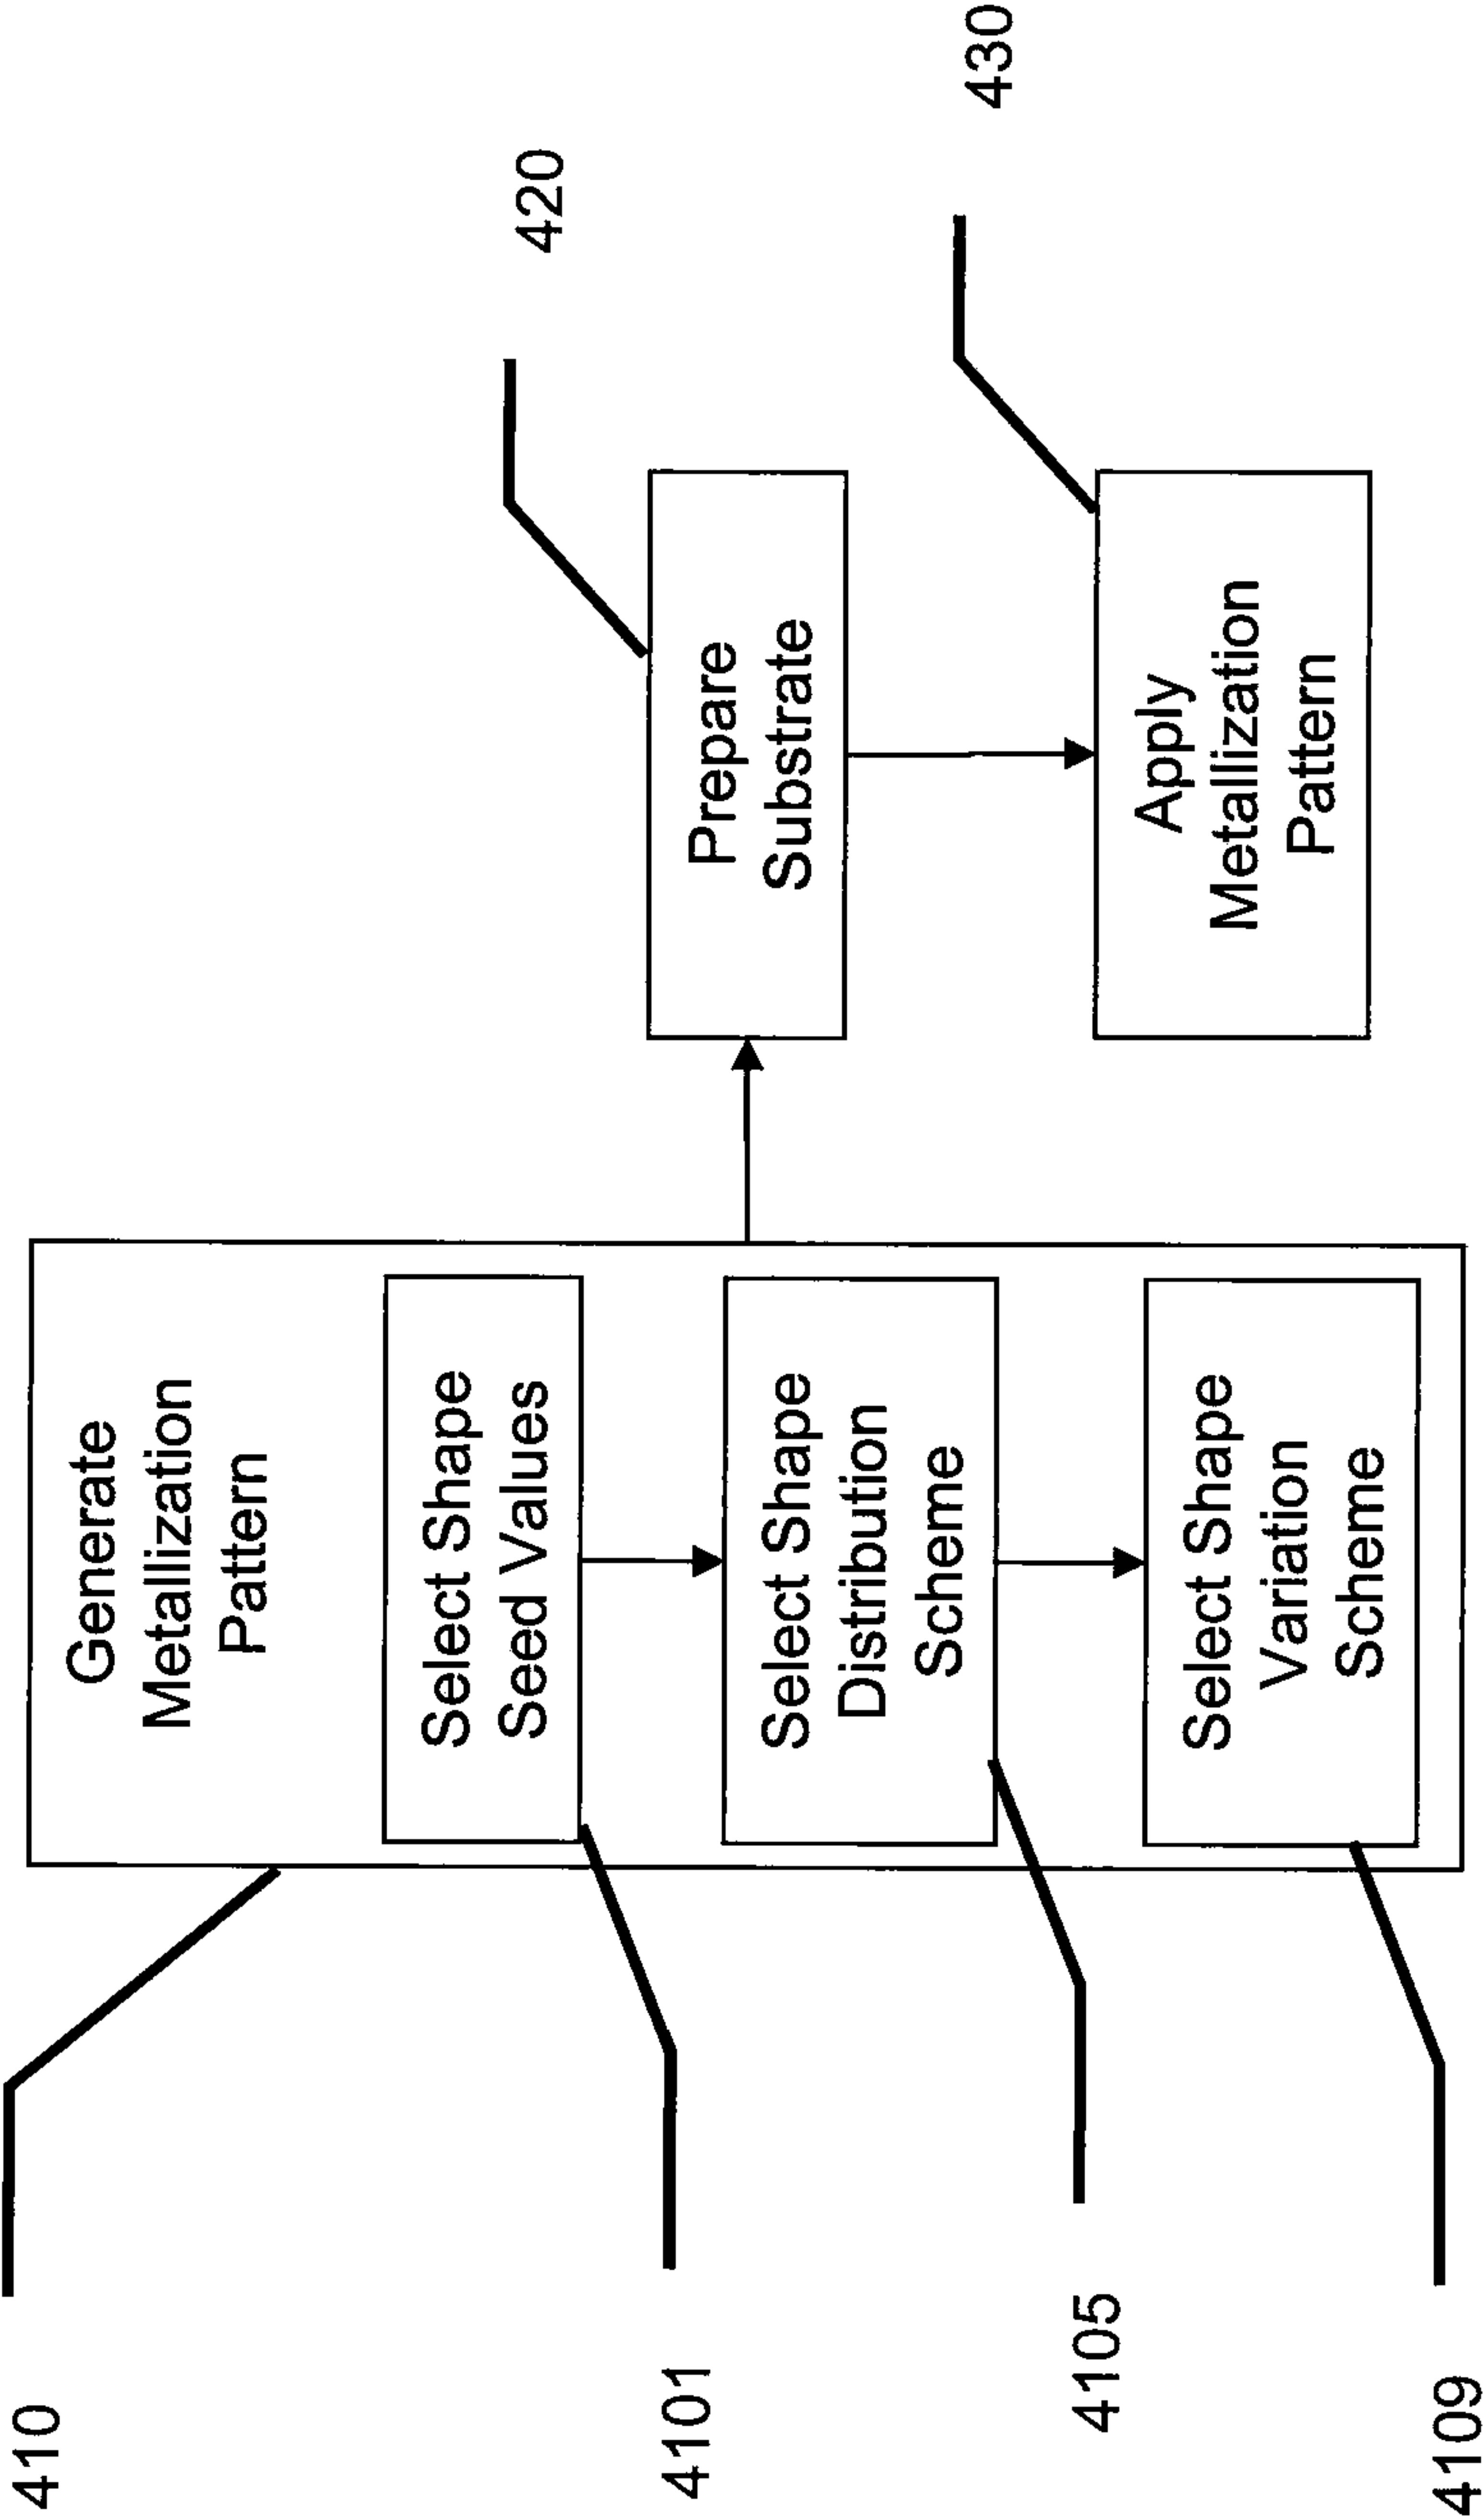 410
Generate
Metallization
Pattern
4101
Select Shape
Seed Values
4105
Select Shape
Distribution
Scheme
4109
Select Shape
Variation
Scheme
420
Prepare
Substrate
430
Apply
Metallization
Pattern